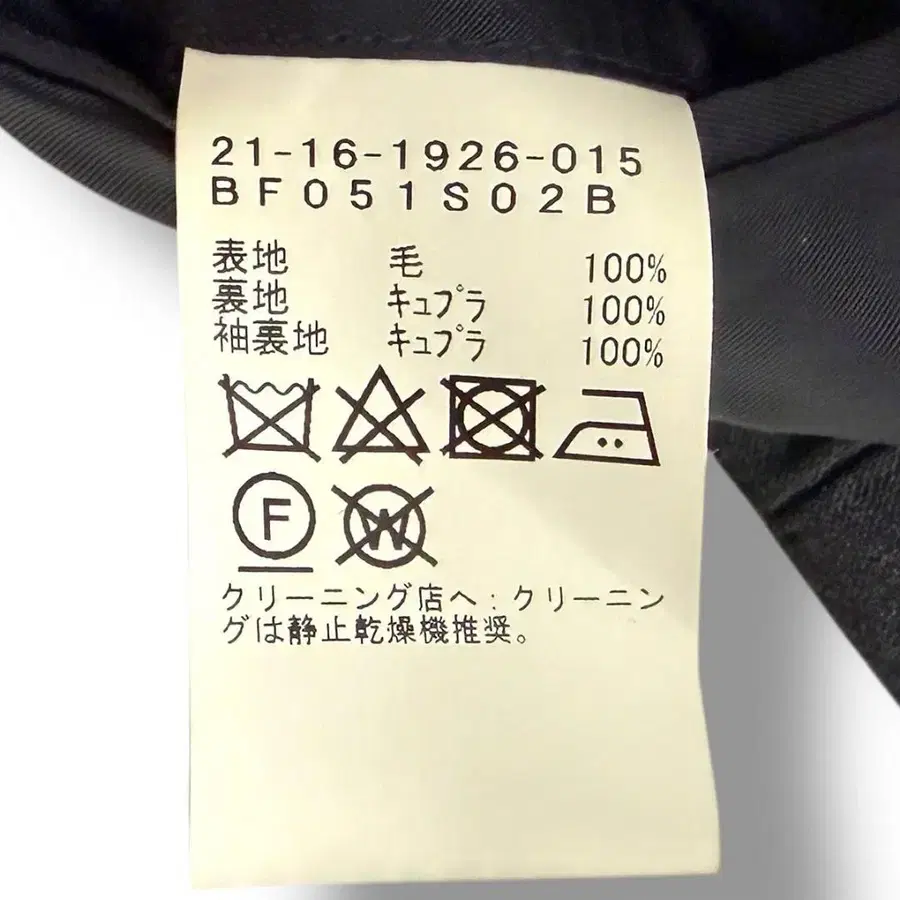 21-16-1926-015
BF051S02B
表地 毛 100%
裏地 キュプラ 100%
袖裏地 キュプラ 100%
F W
クリーニング店へ:クリーニン
グは静止乾燥機推奨。